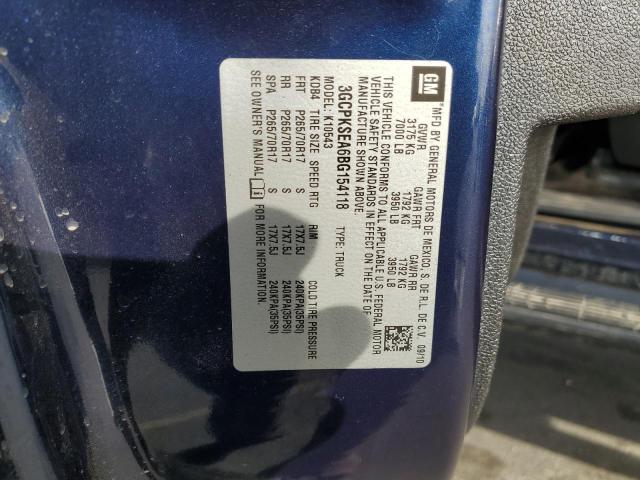 GM
MFD BY GENERAL MOTORS DE MEXICO, S. DE R.L. DE C.V. 09/10
GVWR GAWR FRT GAWR RR
3175 KG 1792 KG 1792 KG
7000 LB 3950 LB 3950 LB
THIS VEHICLE CONFORMS TO ALL APPLICABLE U.S. FEDERAL MOTOR
VEHICLE SAFETY STANDARDS IN EFFECT ON THE DATE OF
MANUFACTURE SHOWN ABOVE.
3GCPKSEA6BG154118 TYPE: TRUCK
MODEL: K10543
KDB4 TIRE SIZE SPEED RTG RIM COLD TIRE PRESSURE
FRT P265/70R17 S 17X7.5J 240KPA(35PSI)
RR P265/70R17 S 17X7.5J 240KPA(35PSI)
SPA P265/70R17 S 17X7.5J 240KPA(35PSI)
SEE OWNER'S MANUAL FOR MORE INFORMATION.